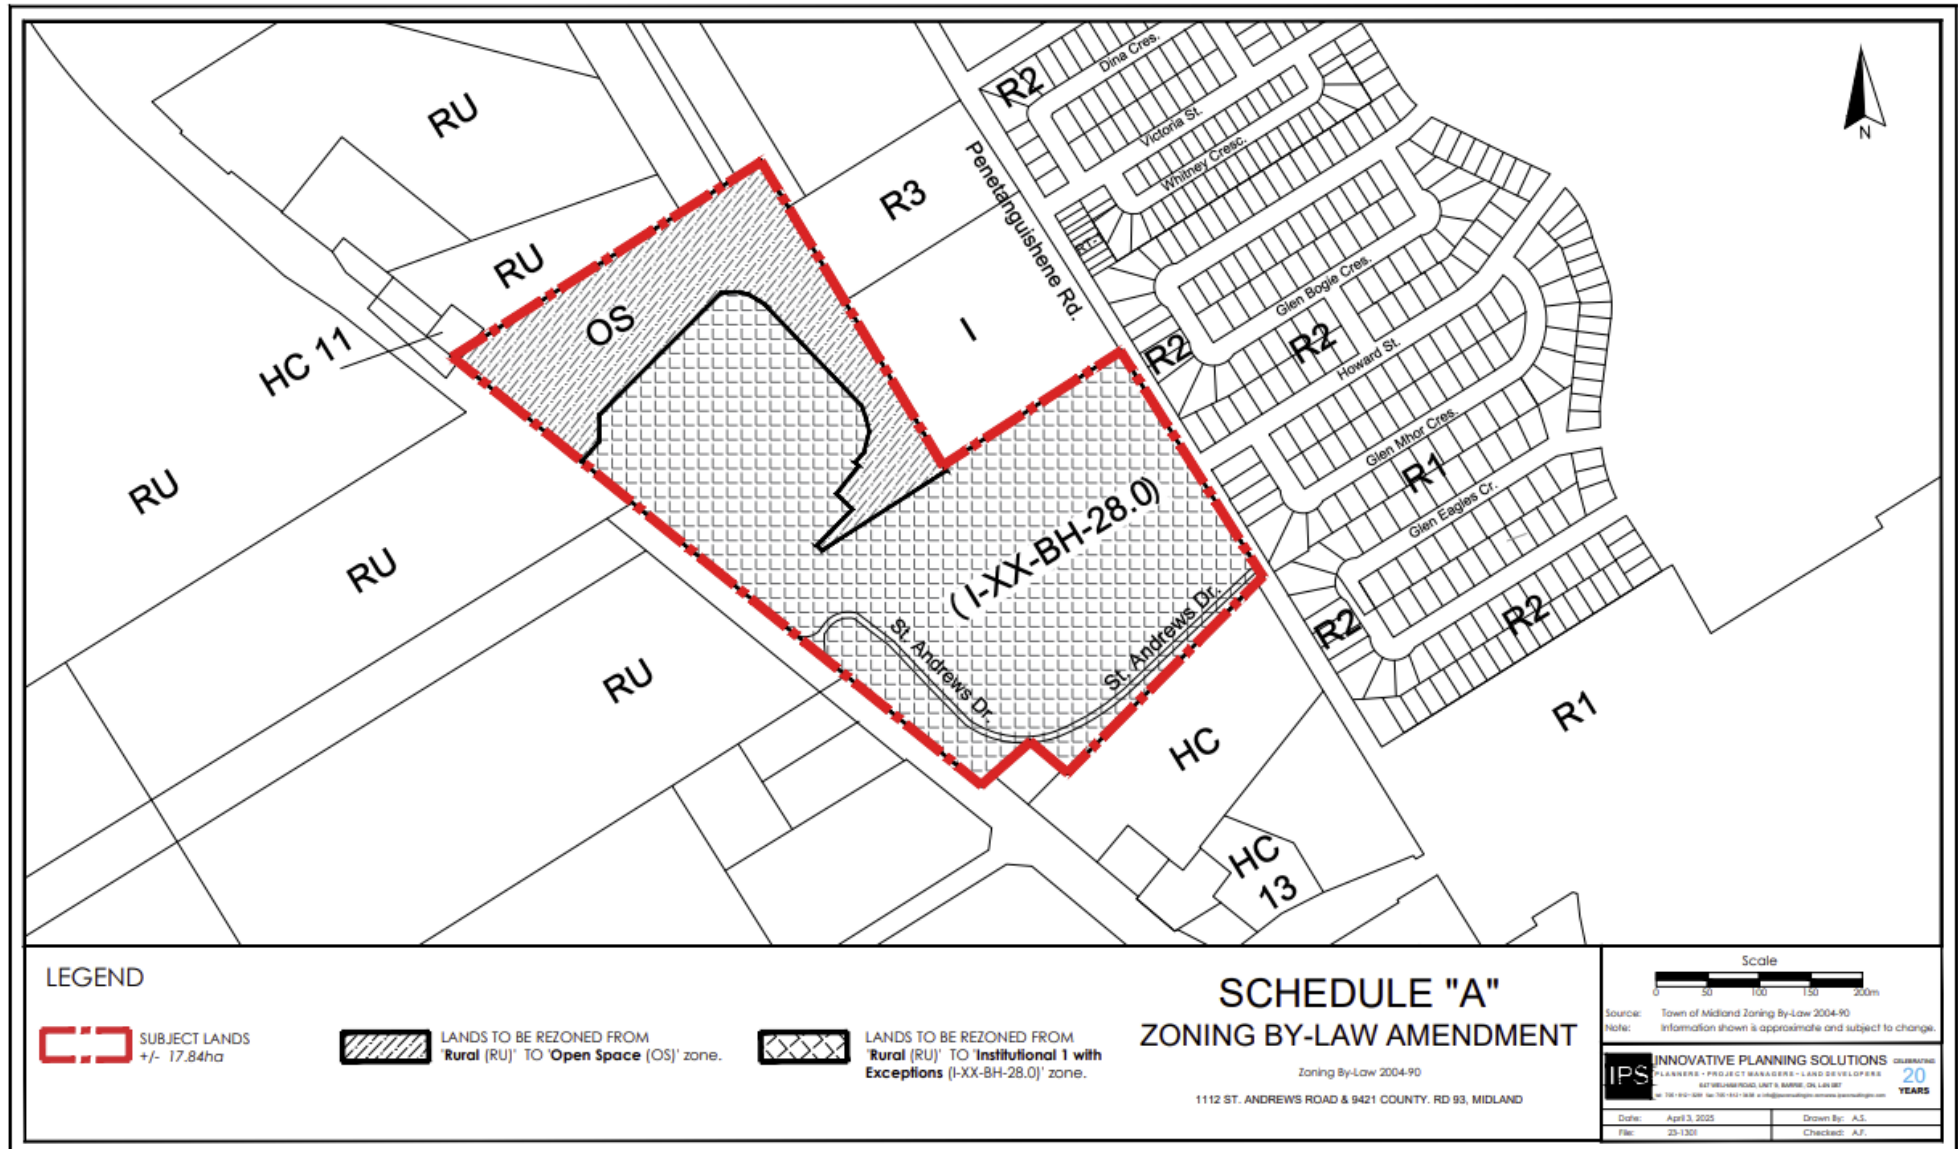 Dina Cres.
R2
Victoria St.
Whitney Cresc.
RU
N
Penetanguishene Rd.
R3
RU
OS
HC 11
I
Glen Bogie Cres.
R2
R2
Howard St.
Glen Mhor Cres.
R1
Glen Eagles Cr.
RU
RU
(I-XX-BH-28.0)
St. Andrews Dr.
St. Andrews Dr.
R2
R2
RU
R1
HC
HC
13
LEGEND
SUBJECT LANDS
+/- 17.84ha
LANDS TO BE REZONED FROM
'Rural (RU)' TO 'Open Space (OS)' zone.
LANDS TO BE REZONED FROM
'Rural (RU)' TO 'Institutional 1 with
Exceptions (I-XX-BH-28.0)' zone.
SCHEDULE "A"
ZONING BY-LAW AMENDMENT
Zoning By-Law 2004-90
1112 ST. ANDREWS ROAD & 9421 COUNTY. RD 93, MIDLAND
Scale
0 50 100 150 200m
Source: Town of Midland Zoning By-Law 2004-90
Note: Information shown is approximate and subject to change.
IPS
INNOVATIVE PLANNING SOLUTIONS
PLANNERS • PROJECT MANAGERS • LAND DEVELOPERS
CELEBRATING
20
YEARS
Date: April 3, 2025
Drawn By: A.S.
File: 23-1301
Checked: A.F.